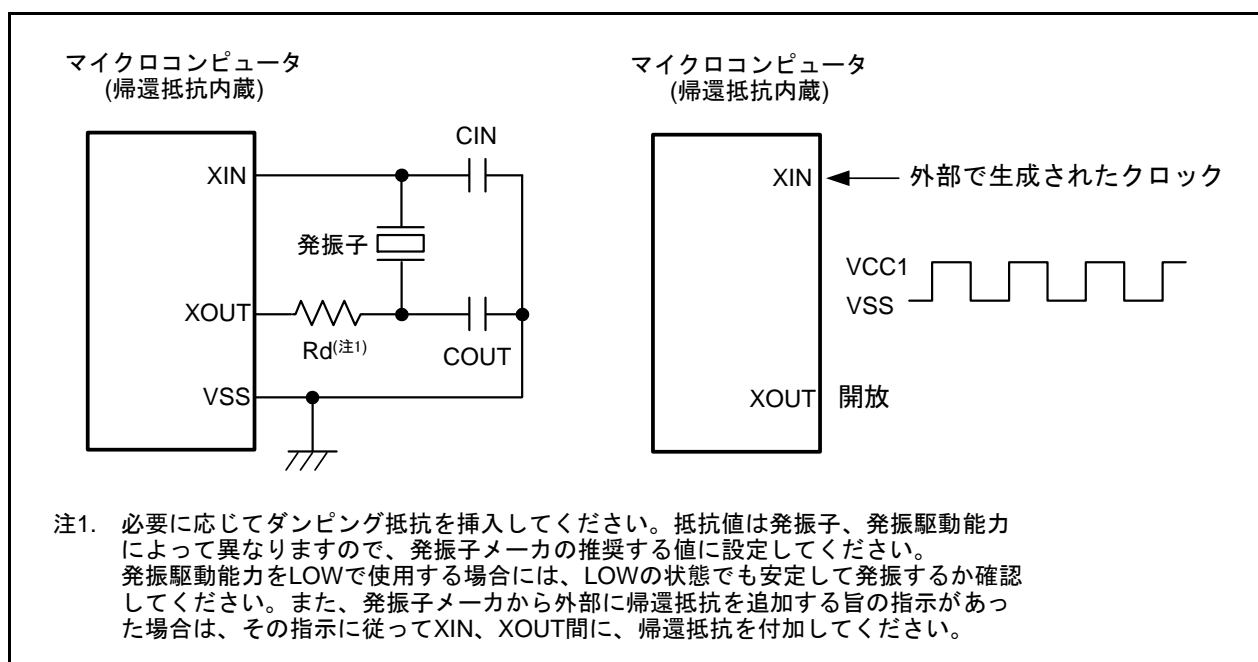 マイクロコンピュータ
(帰還抵抗内蔵)
CIN
XIN
発振子
XOUT
Rd(注1)
COUT
VSS
マイクロコンピュータ
(帰還抵抗内蔵)
XIN
外部で生成されたクロック
VCC1
VSS
XOUT
開放
注1. 必要に応じてダンピング抵抗を挿入してください。抵抗値は発振子、発振駆動能力
によって異なりますので、発振子メーカの推奨する値に設定してください。
発振駆動能力をLOWで使用する場合には、LOWの状態でも安定して発振するか確認
してください。また、発振子メーカから外部に帰還抵抗を追加する旨の指示があっ
た場合は、その指示に従ってXIN、XOUT間に、帰還抵抗を付加してください。